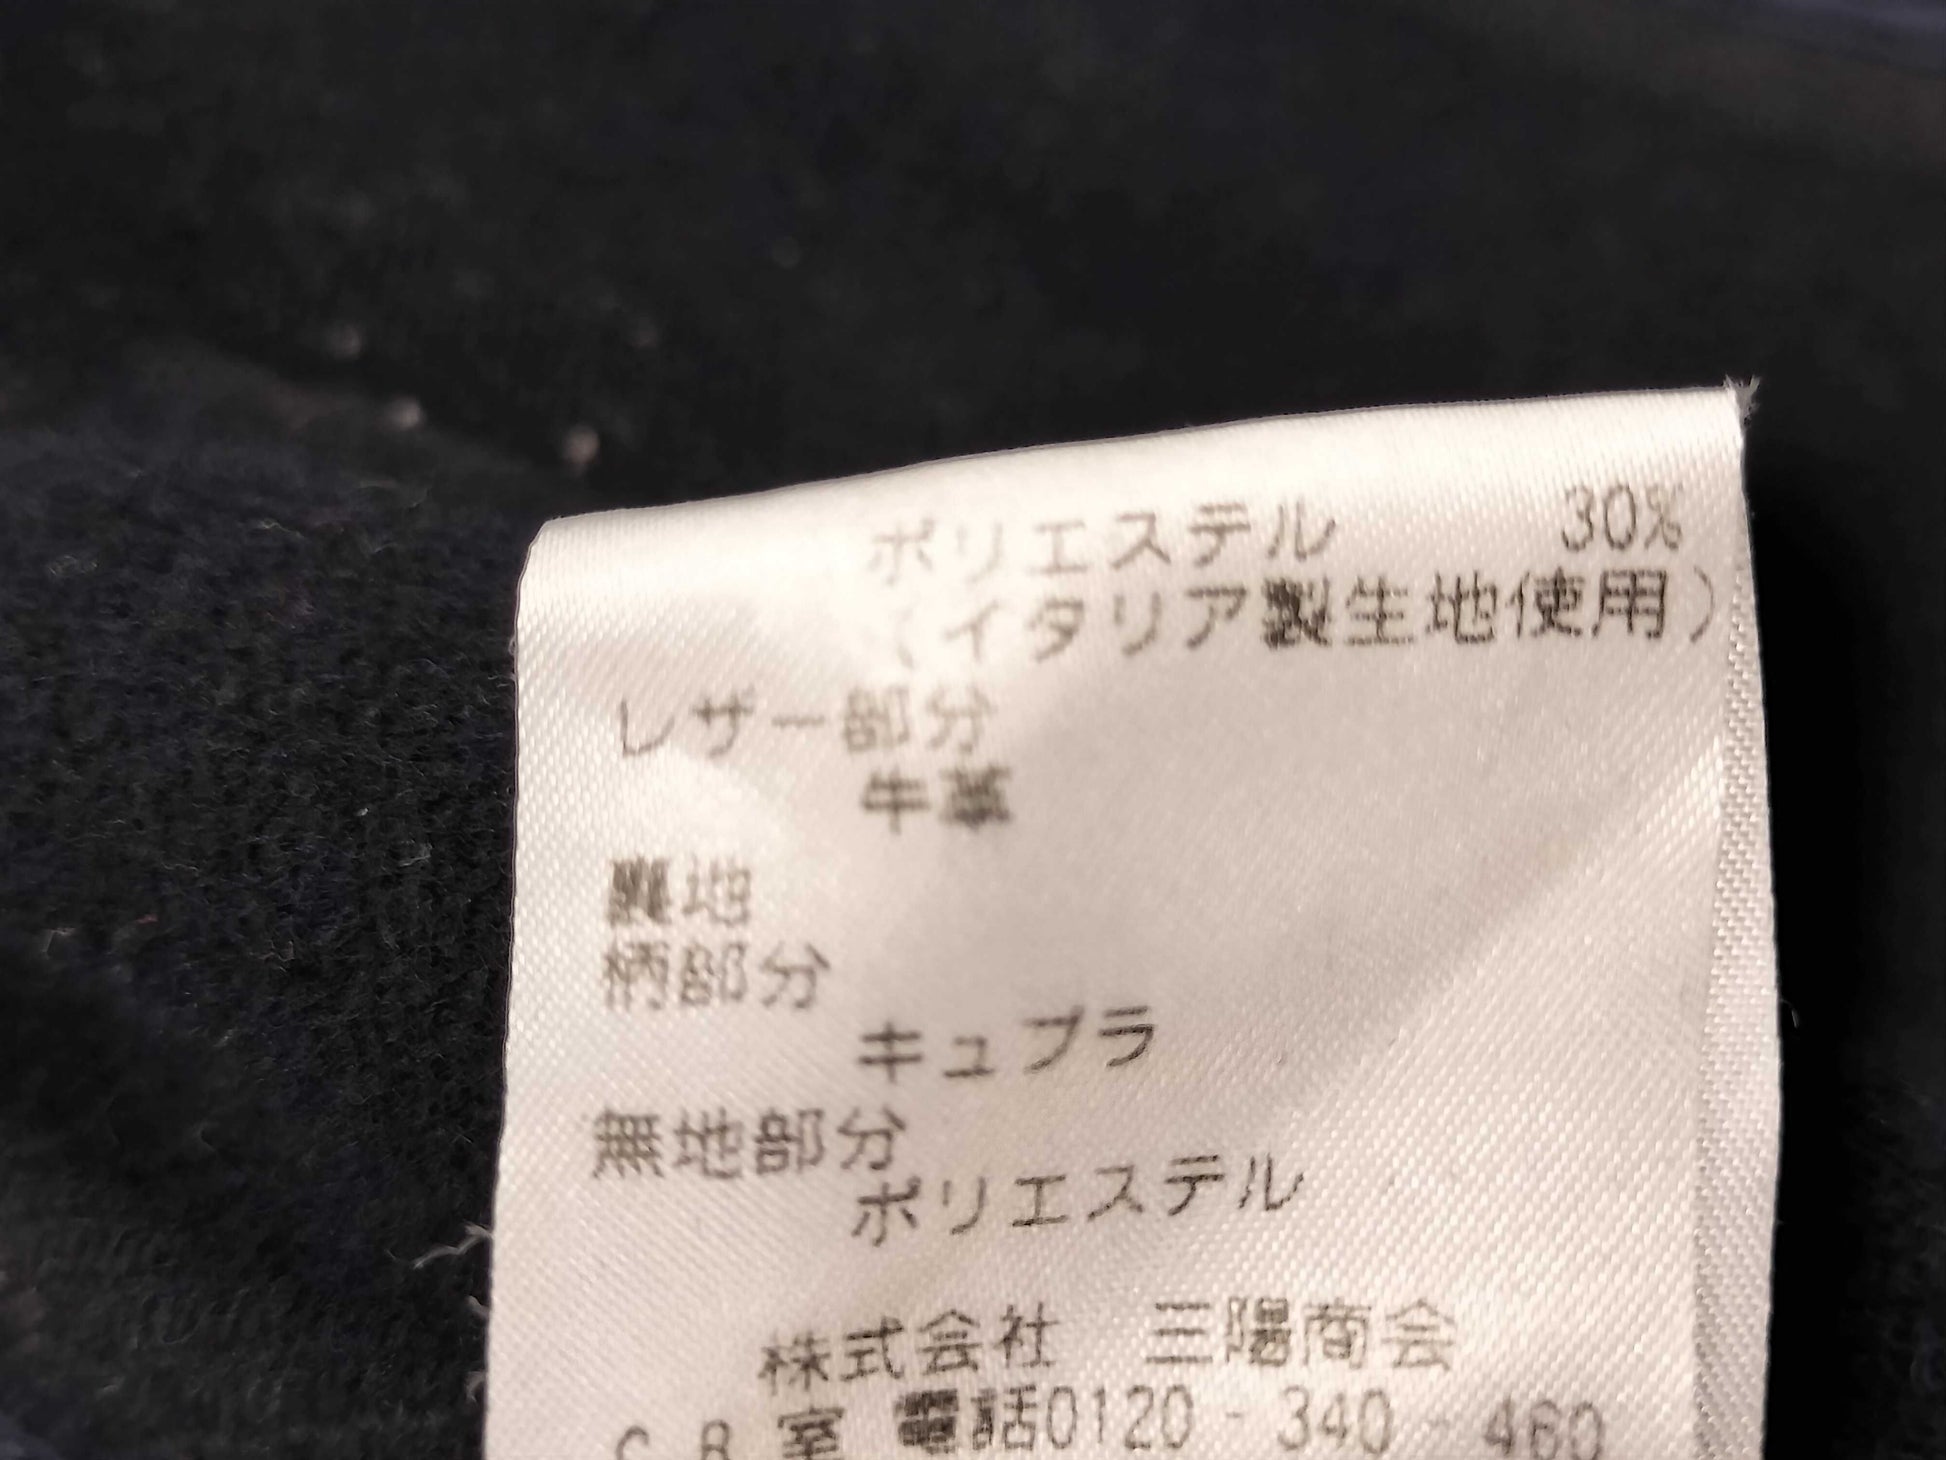 ポリエステル 30%
(イタリア製生地使用)
レザー部分
牛革
裏地
柄部分
キュプラ
無地部分
ポリエステル
株式会社 三陽商会
CR室 電話0120-340-460